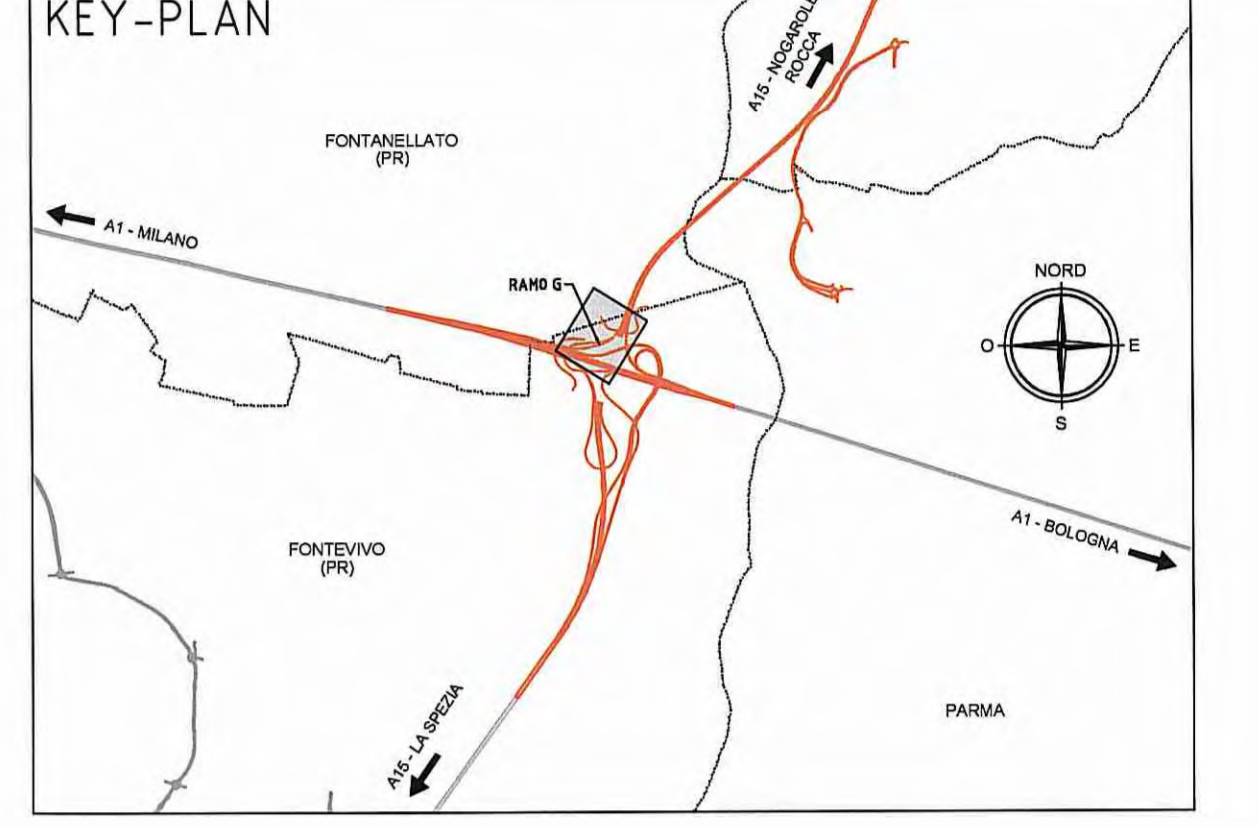 KEY-PLAN
A15 - NOGAROLE
ROCCA
FONTANELLATO
(PR)
A1 - MILANO
NORD
RAMO G
O
E
S
A1 - BOLOGNA
FONTEVIVO
(PR)
A15 - LA SPEZIA
PARMA